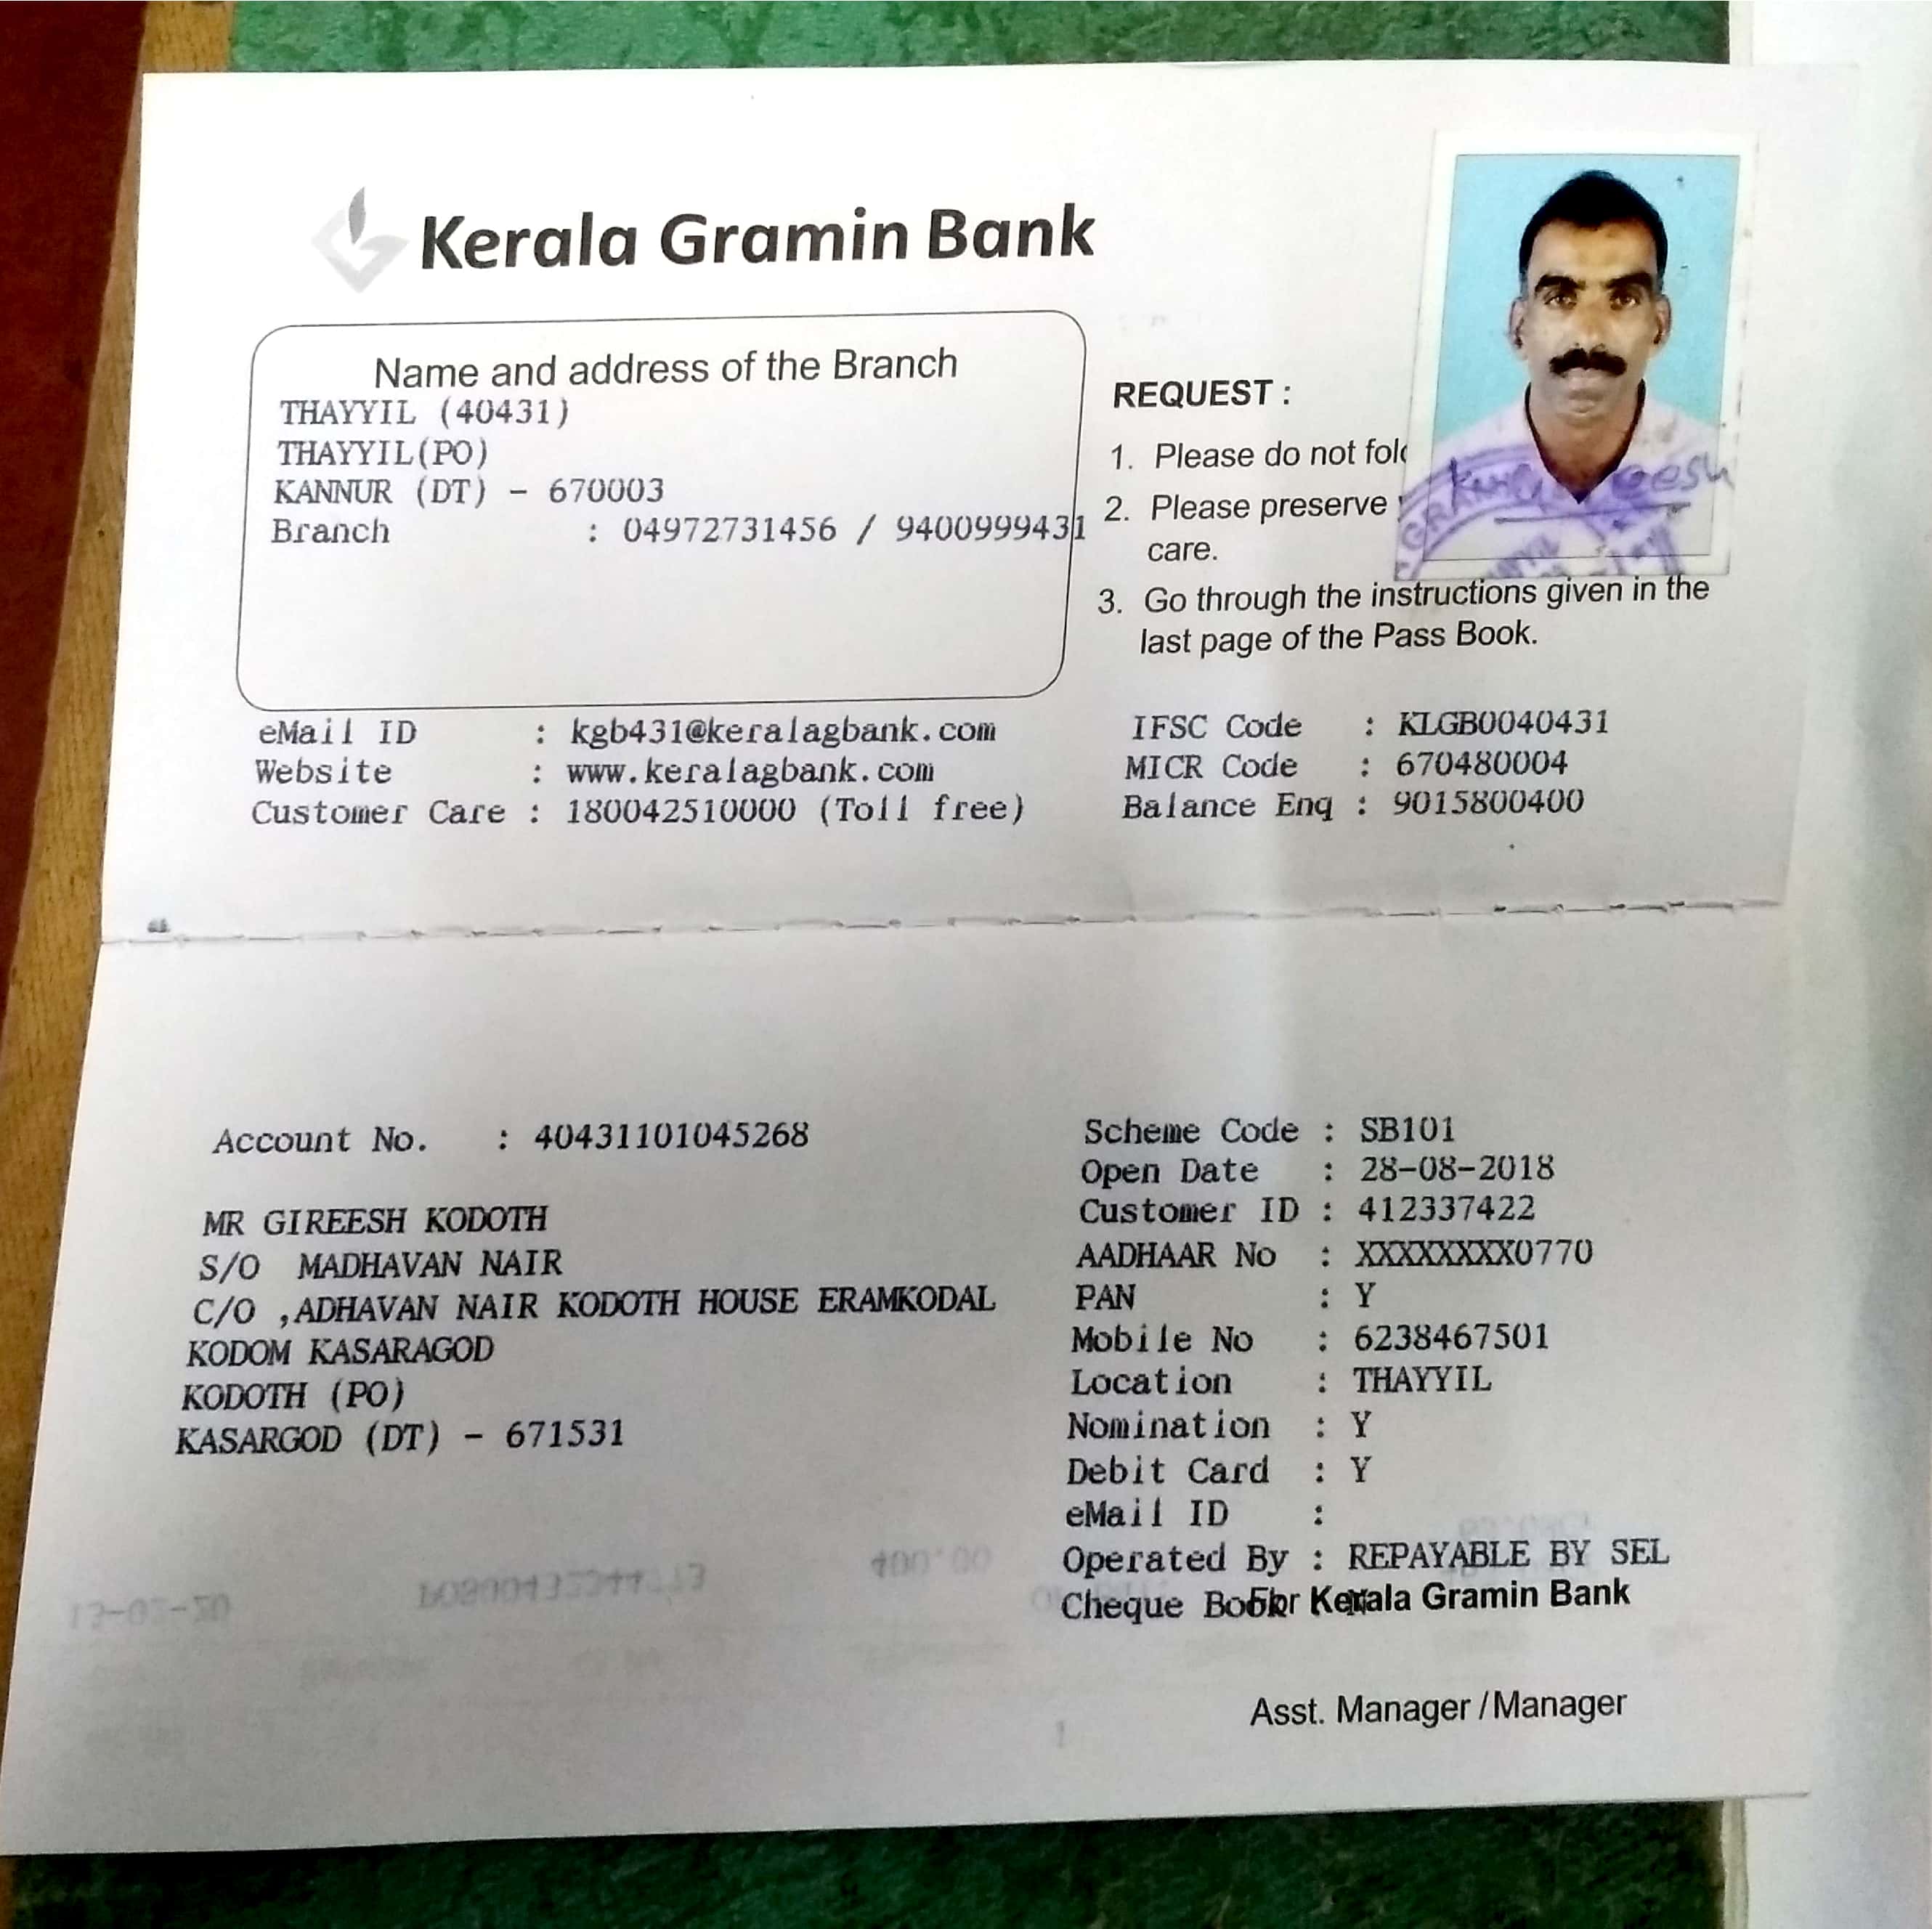 Kerala Gramin Bank
Name and address of the Branch
THAYYIL (40431)
THAYYIL(PO)
KANNUR (DT) - 670003
Branch : 04972731456 / 9400999431
REQUEST :
1. Please do not fol
2. Please preserve
care.
3. Go through the instructions given in the
last page of the Pass Book.
eMail ID : kgb431@keralagbank.com
Website : www.keralagbank.com
Customer Care : 180042510000 (Toll free)
IFSC Code : KLGB0040431
MICR Code : 670480004
Balance Enq : 9015800400
Account No. : 40431101045268
MR GIREESH KODOTH
S/O MADHAVAN NAIR
C/O ,ADHAVAN NAIR KODOTH HOUSE ERAMKODAL
KODOM KASARAGOD
KODOTH (PO)
KASARGOD (DT) - 671531
Scheme Code : SB101
Open Date : 28-08-2018
Customer ID : 412337422
AADHAAR No : XXXXXXXX0770
PAN : Y
Mobile No : 6238467501
Location : THAYYIL
Nomination : Y
Debit Card : Y
eMail ID :
Operated By : REPAYABLE BY SEL
Cheque Book : N
For Kerala Gramin Bank
Asst. Manager / Manager